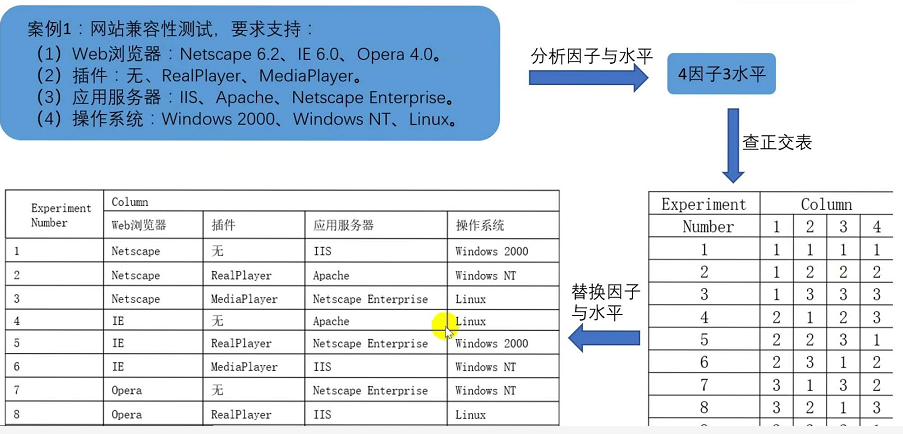 案例1：网站兼容性测试，要求支持：
（1）Web浏览器：Netscape 6.2、IE 6.0、Opera 4.0。
（2）插件：无、RealPlayer、MediaPlayer。
（3）应用服务器：IIS、Apache、Netscape Enterprise。
（4）操作系统：Windows 2000、Windows NT、Linux。
分析因子与水平
4因子3水平
查正交表
Experiment Number Column
Web浏览器 插件 应用服务器 操作系统
1 Netscape 无 IIS Windows 2000
2 Netscape RealPlayer Apache Windows NT
3 Netscape MediaPlayer Netscape Enterprise Linux
4 IE 无 Apache Linux
5 IE RealPlayer Netscape Enterprise Windows 2000
6 IE MediaPlayer IIS Windows NT
7 Opera 无 Netscape Enterprise Windows NT
8 Opera RealPlayer IIS Linux
替换因子
与水平
Experiment Column
Number 1 2 3 4
1 1 1 1 1
2 1 2 2 2
3 1 3 3 3
4 2 1 2 3
5 2 2 3 1
6 2 3 1 2
7 3 1 3 2
8 3 2 1 3